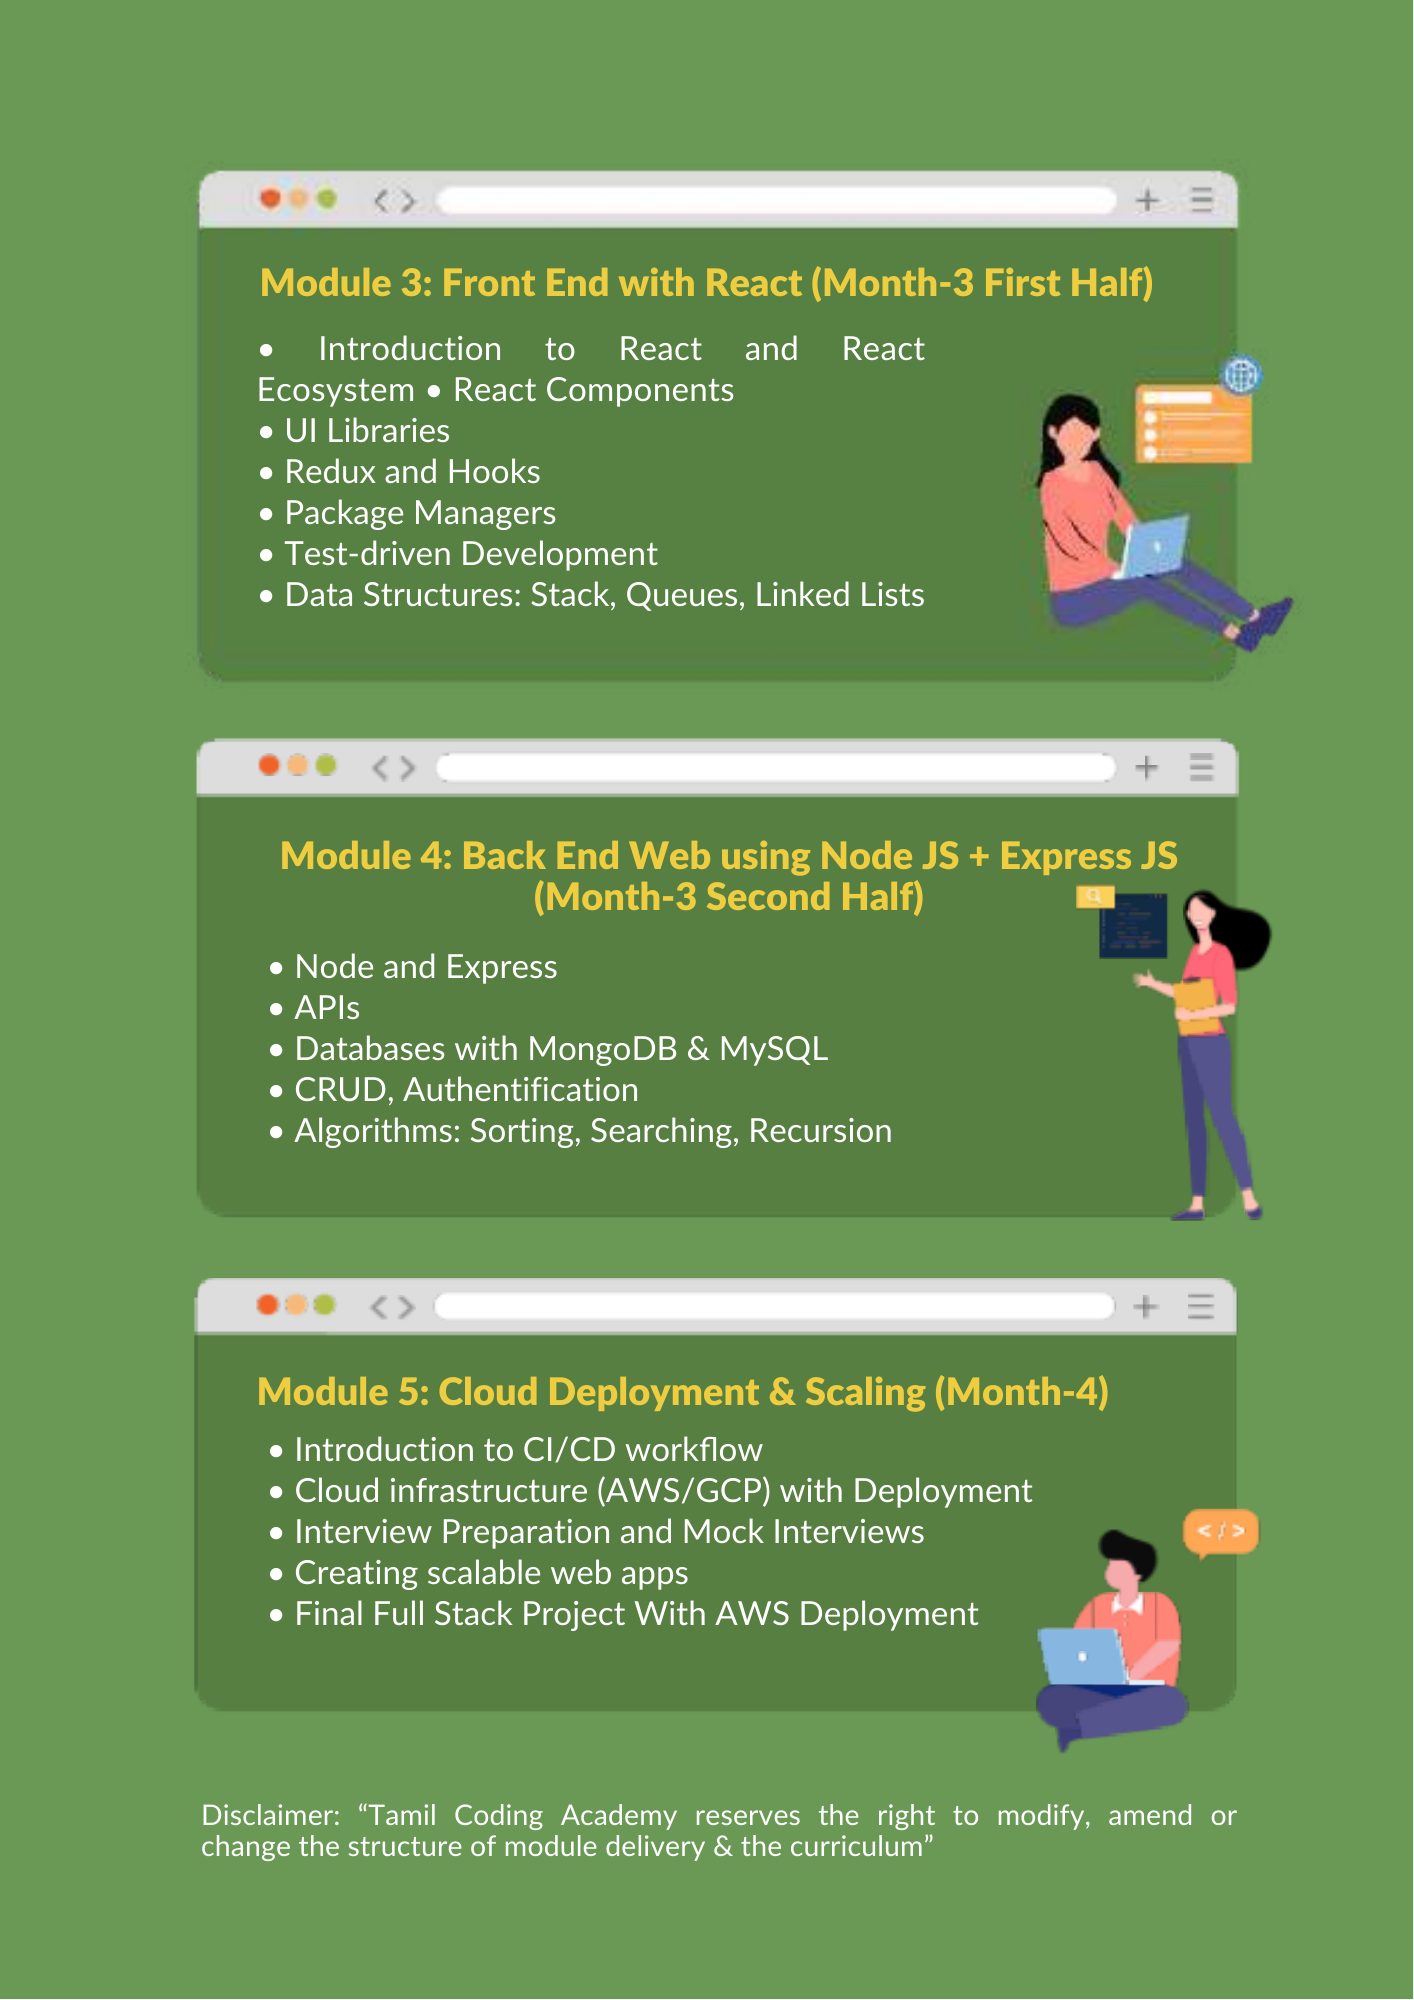 Module 3: Front End with React (Month-3 First Half)
• Introduction to React and React
Ecosystem • React Components
• UI Libraries
• Redux and Hooks
• Package Managers
• Test-driven Development
• Data Structures: Stack, Queues, Linked Lists
Module 4: Back End Web using Node JS + Express JS
(Month-3 Second Half)
• Node and Express
• APIs
• Databases with MongoDB & MySQL
• CRUD, Authentification
• Algorithms: Sorting, Searching, Recursion
Module 5: Cloud Deployment & Scaling (Month-4)
• Introduction to CI/CD workflow
• Cloud infrastructure (AWS/GCP) with Deployment
• Interview Preparation and Mock Interviews
• Creating scalable web apps
• Final Full Stack Project With AWS Deployment
</>
Disclaimer: “Tamil Coding Academy reserves the right to modify, amend or
change the structure of module delivery & the curriculum”